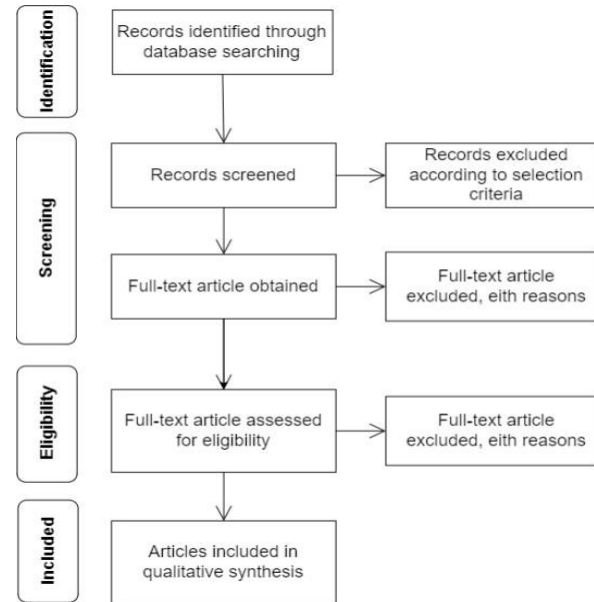 Identification
Records identified through
database searching
Screening
Records screened
Records excluded
according to selection
criteria
Full-text article obtained
Full-text article
excluded, eith reasons
Eligibility
Full-text article assessed
for eligibility
Full-text article
excluded, eith reasons
Included
Articles included in
qualitative synthesis